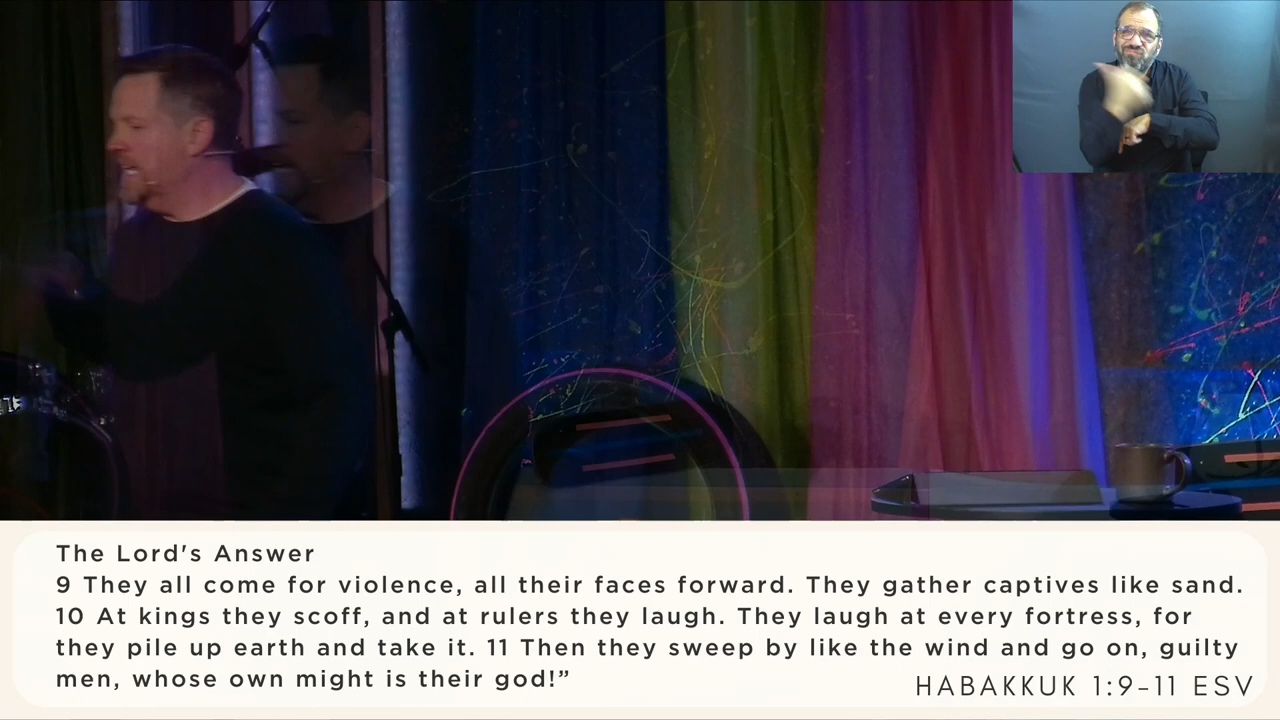 The Lord's Answer
9 They all come for violence, all their faces forward. They gather captives like sand.
10 At kings they scoff, and at rulers they laugh. They laugh at every fortress, for
they pile up earth and take it. 11 Then they sweep by like the wind and go on, guilty
men, whose own might is their god!”
HABAKKUK 1:9–11 ESV